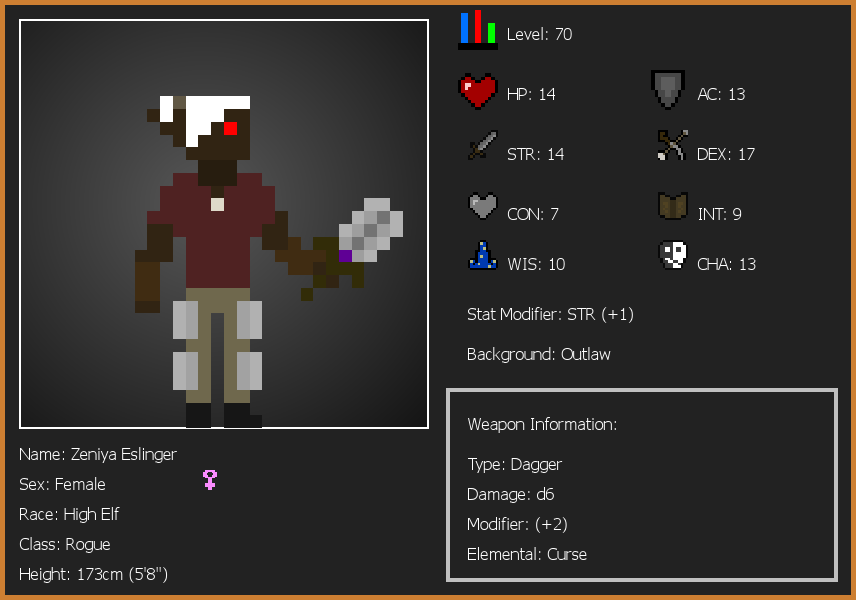 Level: 70
HP: 14
AC: 13
STR: 14
DEX: 17
CON: 7
INT: 9
WIS: 10
CHA: 13
Stat Modifier: STR (+1)
Background: Outlaw
Weapon Information:
Type: Dagger
Damage: d6
Modifier: (+2)
Elemental: Curse
Name: Zeniya Eslinger
Sex: Female
Race: High Elf
Class: Rogue
Height: 173cm (5'8")